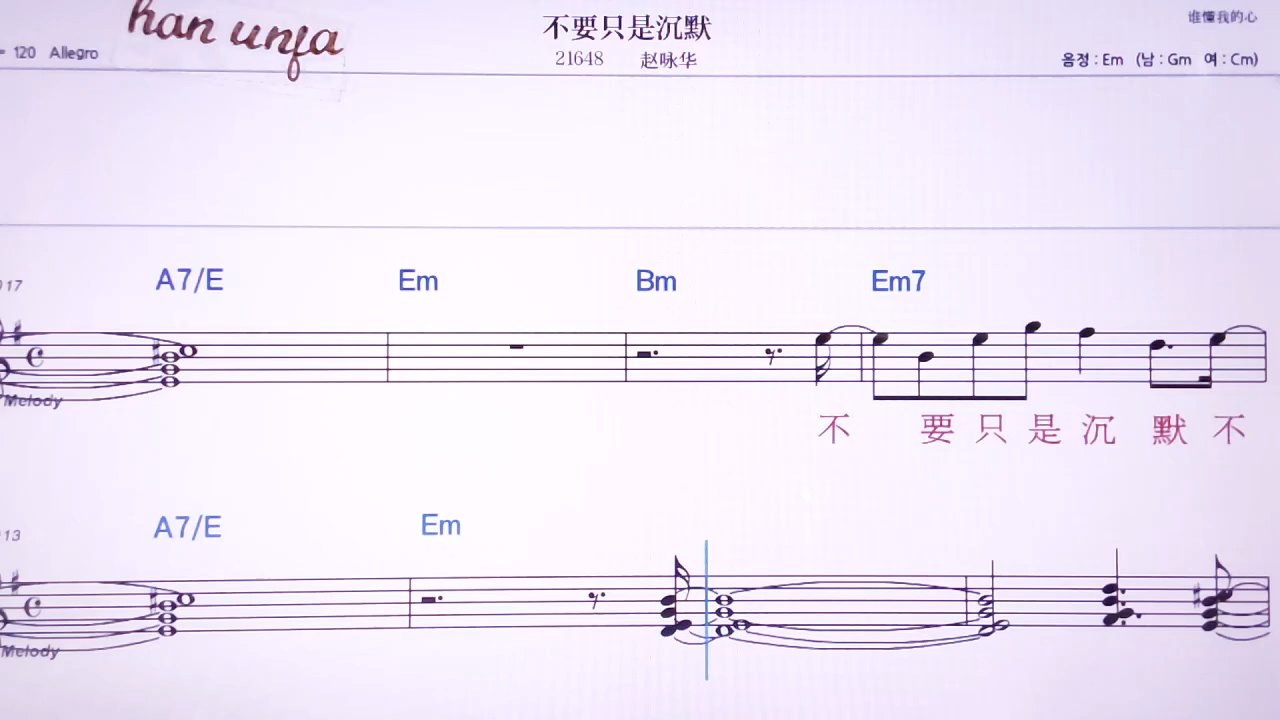 han unja
不要只是沉默
谁懂我的心
= 120 Allegro
21648 赵咏华
음정 : Em (남 : Gm 여 : Cm)
A7/E Em Bm Em7
017
Melody
不 要 只 是 沉 默 不
A7/E Em
013
Melody